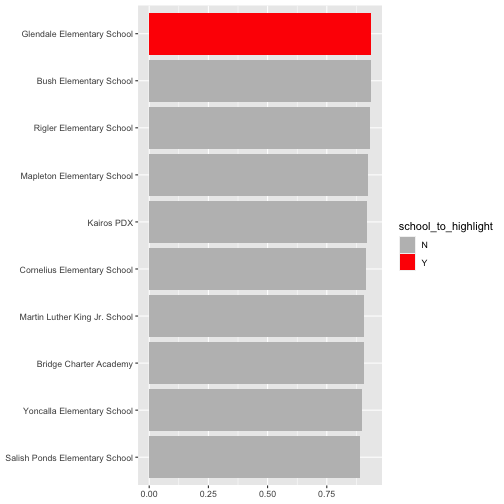 Glendale Elementary School
Bush Elementary School
Rigler Elementary School
Mapleton Elementary School
Kairos PDX
Cornelius Elementary School
Martin Luther King Jr. School
Bridge Charter Academy
Yoncalla Elementary School
Salish Ponds Elementary School
0.00 0.25 0.50 0.75
school_to_highlight
N
Y